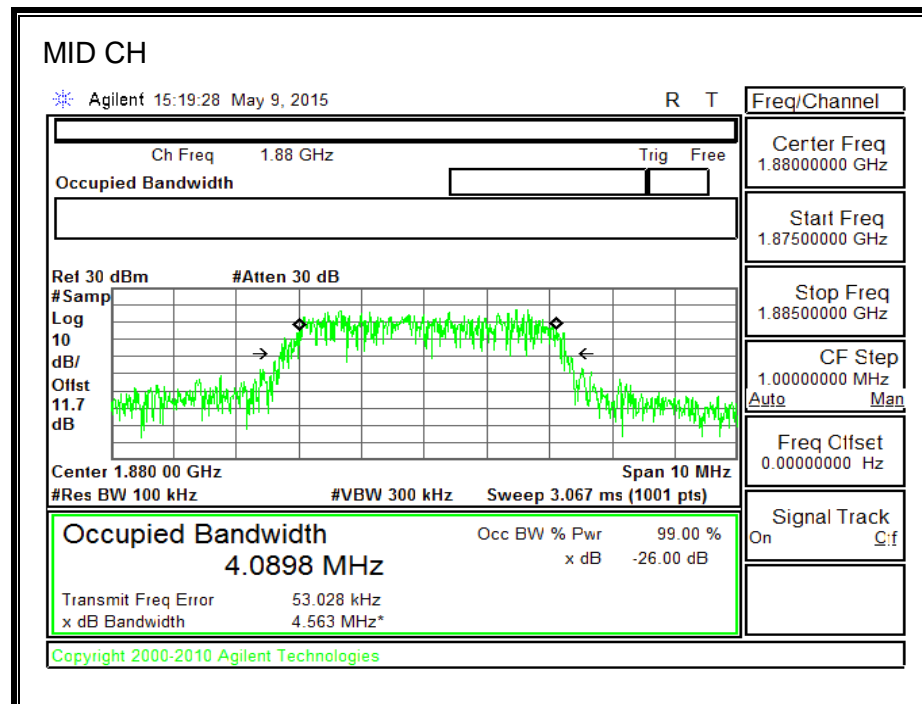 MID CH
Agilent 15:19:28 May 9, 2015 R T
Freq/Channel
Ch Freq 1.88 GHz Trig Free
Occupied Bandwidth
Center Freq
1.88000000 GHz
Start Freq
1.87500000 GHz
Stop Freq
1.88500000 GHz
CF Step
1.00000000 MHz
Auto Man
Freq Offset
0.00000000 Hz
Signal Track
On Off
Ref 30 dBm #Atten 30 dB
#Samp
Log
10
dB/
Offst
11.7
dB
Center 1.880 00 GHz Span 10 MHz
#Res BW 100 kHz #VBW 300 kHz Sweep 3.067 ms (1001 pts)
Occupied Bandwidth
4.0898 MHz
Occ BW % Pwr 99.00 %
x dB -26.00 dB
Transmit Freq Error 53.028 kHz
x dB Bandwidth 4.563 MHz*
Copyright 2000-2010 Agilent Technologies